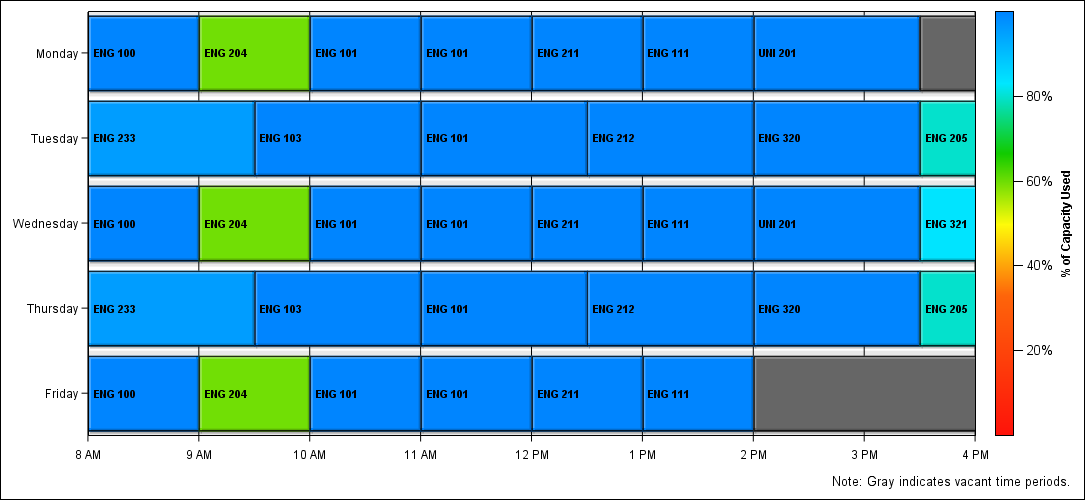 Monday ENG 100 ENG 204 ENG 101 ENG 101 ENG 211 ENG 111 UNI 201
80%
Tuesday ENG 233 ENG 103 ENG 101 ENG 212 ENG 320 ENG 205
60%
Wednesday ENG 100 ENG 204 ENG 101 ENG 101 ENG 211 ENG 111 UNI 201 ENG 321
% of Capacity Used
40%
Thursday ENG 233 ENG 103 ENG 101 ENG 212 ENG 320 ENG 205
20%
Friday ENG 100 ENG 204 ENG 101 ENG 101 ENG 211 ENG 111
8 AM 9 AM 10 AM 11 AM 12 PM 1 PM 2 PM 3 PM 4 PM
Note: Gray indicates vacant time periods.